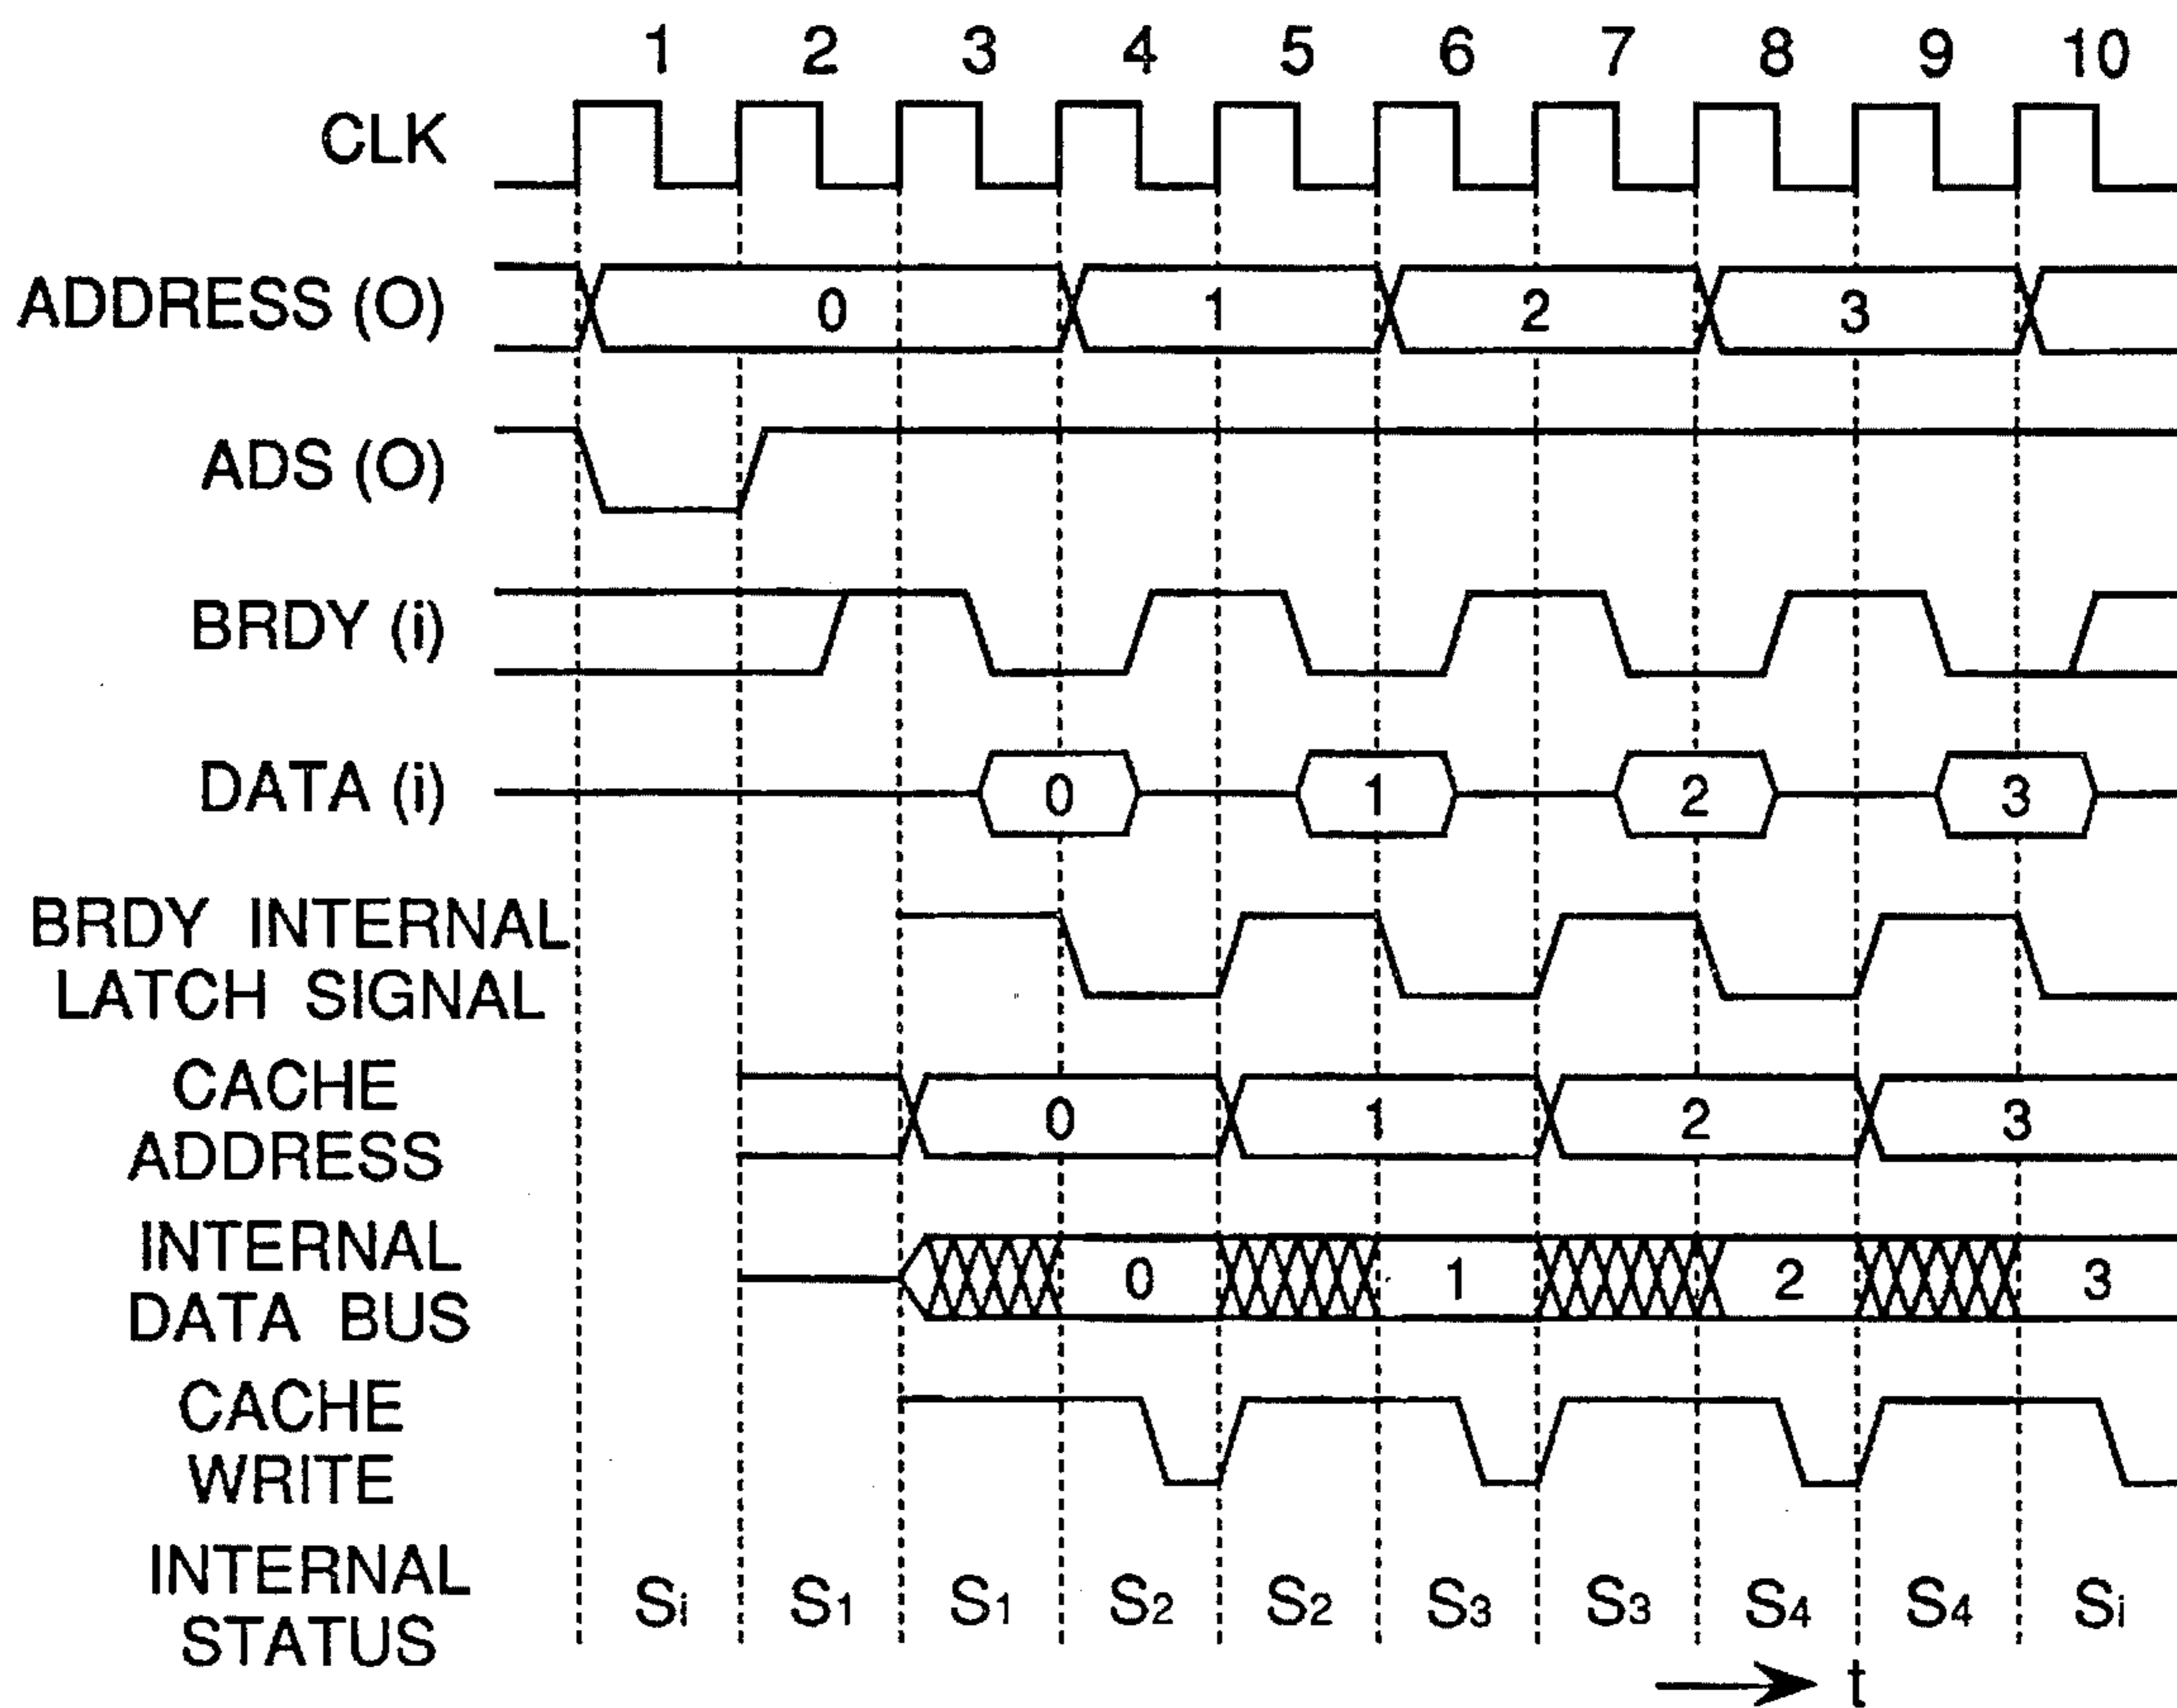 1 2 3 4 5 6 7 8 9 10
CLK
ADDRESS (O) 0 1 2 3
ADS (O)
BRDY (i)
DATA (i) 0 1 2 3
BRDY INTERNAL
LATCH SIGNAL
CACHE
ADDRESS 0 1 2 3
INTERNAL
DATA BUS 0 1 2 3
CACHE
WRITE
INTERNAL
STATUS Si S1 S1 S2 S2 S3 S3 S4 S4 Si
t